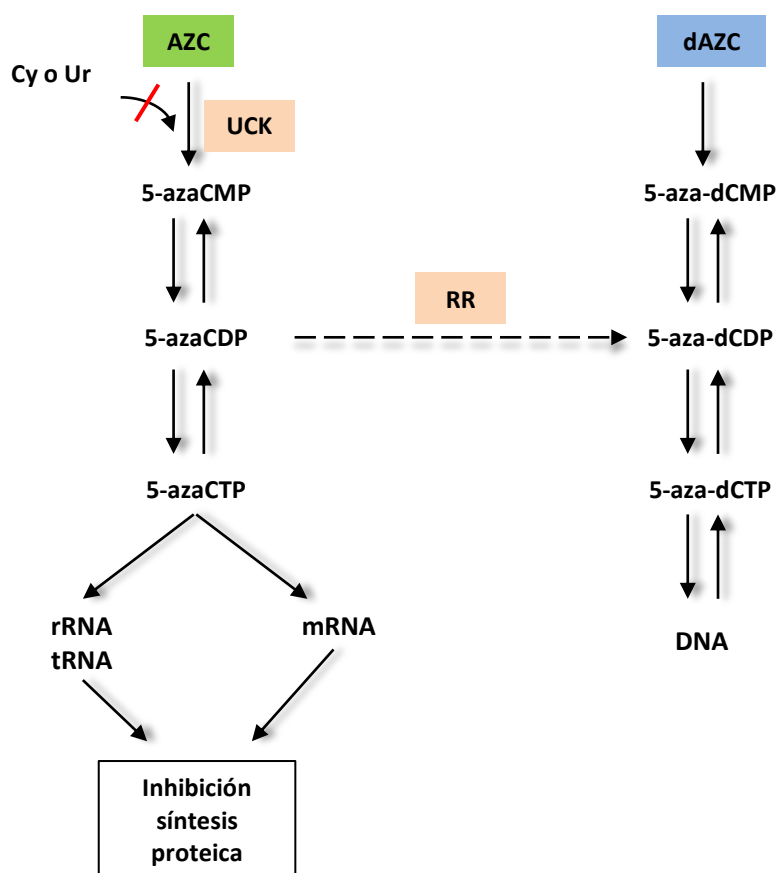 AZC
dAZC
Cy o Ur
UCK
5-azaCMP
5-aza-dCMP
RR
5-azaCDP
5-aza-dCDP
5-azaCTP
5-aza-dCTP
rRNA
tRNA
mRNA
DNA
Inhibición
síntesis
proteica